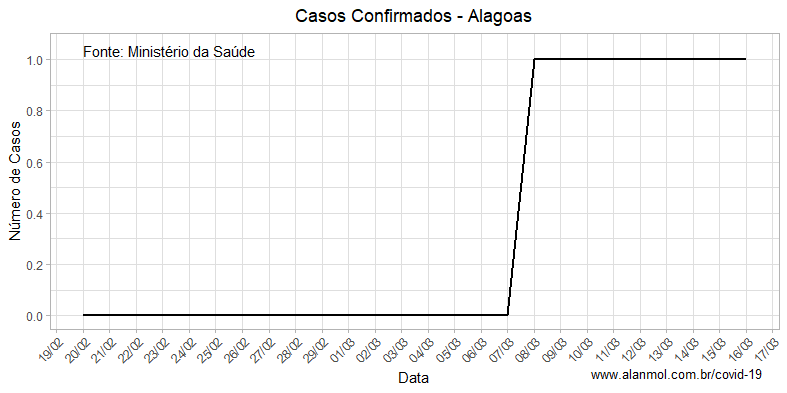 Casos Confirmados - Alagoas
Fonte: Ministério da Saúde
Número de Casos
1.0
0.8
0.6
0.4
0.2
0.0
19/02 20/02 21/02 22/02 23/02 24/02 25/02 26/02 27/02 28/02 29/02 01/03 02/03 03/03 04/03 05/03 06/03 07/03 08/03 09/03 10/03 11/03 12/03 13/03 14/03 15/03 16/03 17/03
Data
www.alanmol.com.br/covid-19